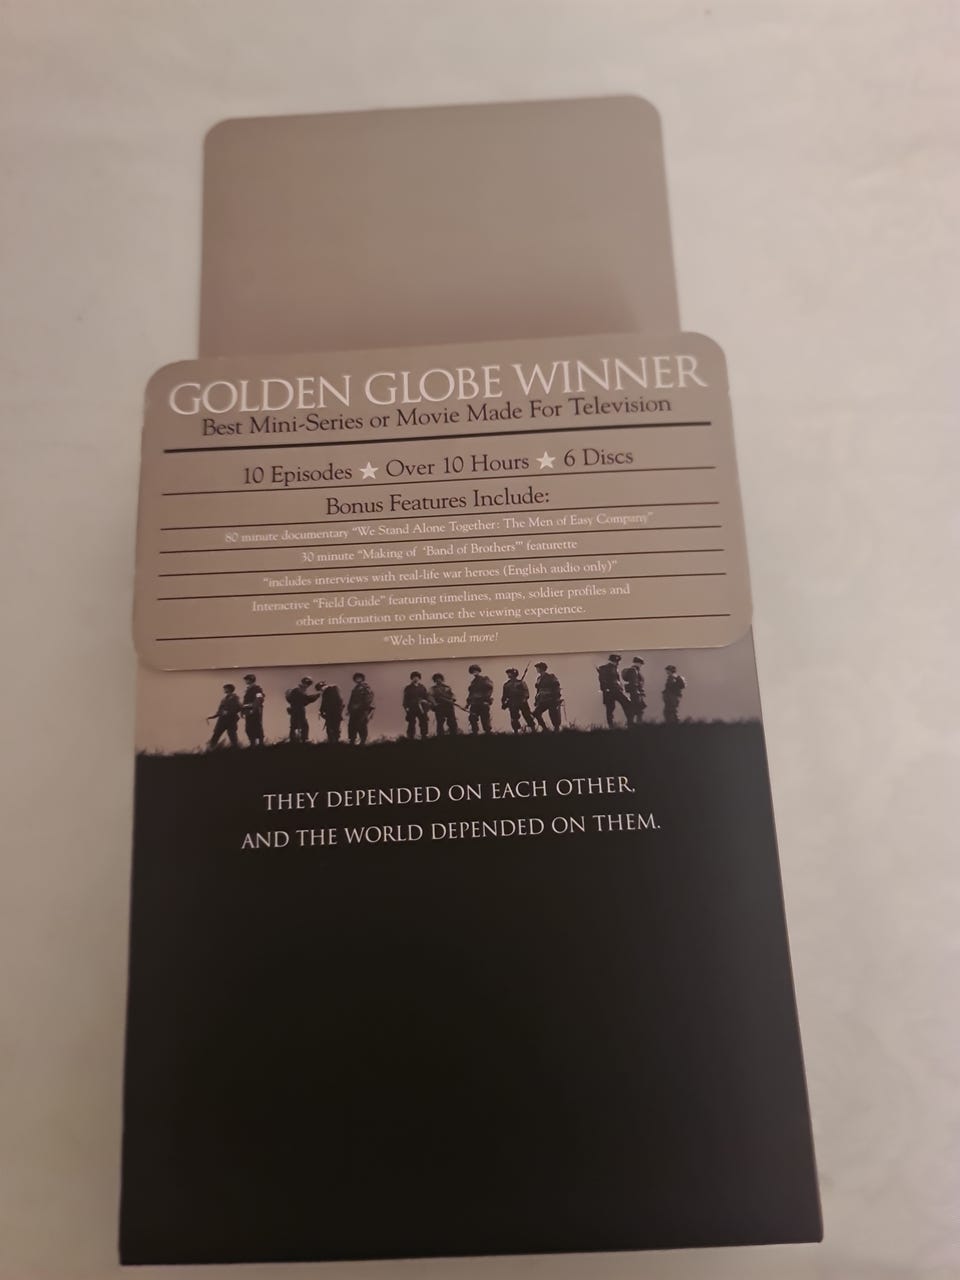 GOLDEN GLOBE WINNER
Best Mini-Series or Movie Made For Television
10 Episodes ★ Over 10 Hours ★ 6 Discs
Bonus Features Include:
80 minute documentary "We Stand Alone Together: The Men of Easy Company"
30 minute "Making of 'Band of Brothers'" featurette
"includes interviews with real-life war heroes (English audio only)"
Interactive "Field Guide" featuring timelines, maps, soldier profiles and
other information to enhance the viewing experience.
*Web links and more!
THEY DEPENDED ON EACH OTHER,
AND THE WORLD DEPENDED ON THEM.